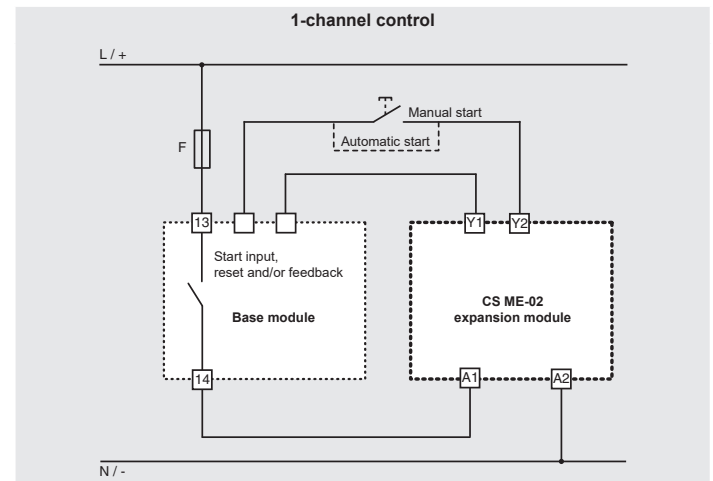 1-channel control
L / +
Manual start
Automatic start
F
13
Y1
Y2
Start input,
reset and/or feedback
Base module
CS ME-02
expansion module
14
A1
A2
N / -